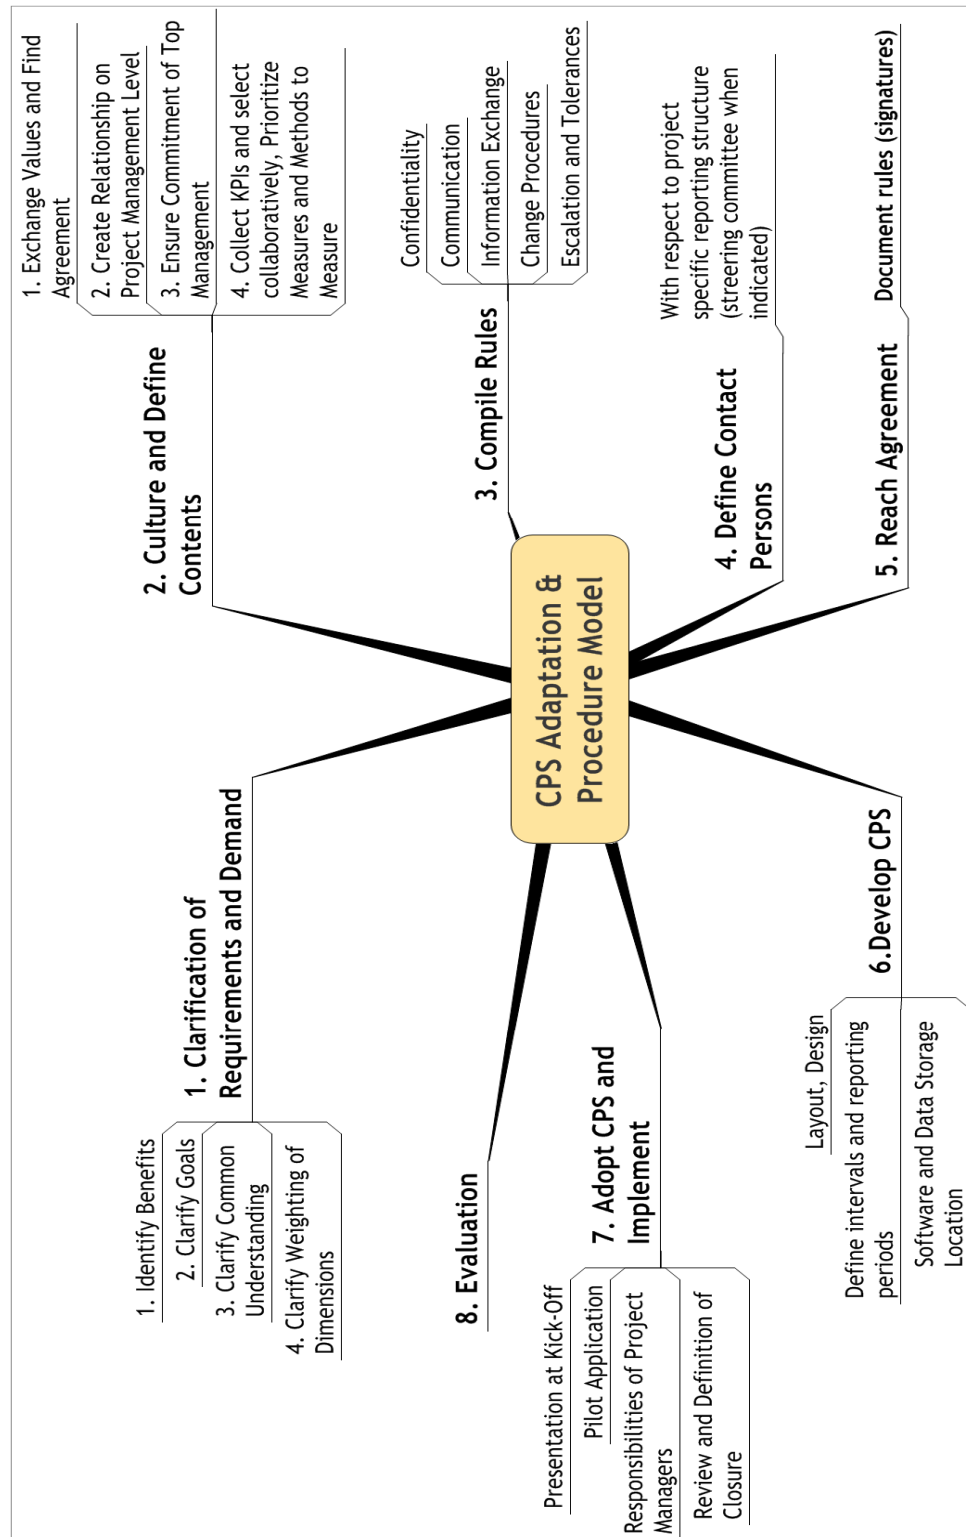 CPS Adaptation &
Procedure Model
1. Clarification of
Requirements and Demand
1. Identify Benefits
2. Clarify Goals
3. Clarify Common
Understanding
4. Clarify Weighting of
Dimensions
2. Culture and Define
Contents
1. Exchange Values and Find
Agreement
2. Create Relationship on
Project Management Level
3. Ensure Commitment of Top
Management
4. Collect KPIs and select
collaboratively, Prioritize
Measures and Methods to
Measure
3. Compile Rules
Confidentiality
Communication
Information Exchange
Change Procedures
Escalation and Tolerances
4. Define Contact
Persons
With respect to project
specific reporting structure
(streering committee when
indicated)
5. Reach Agreement
Document rules (signatures)
6.Develop CPS
Layout, Design
Define intervals and reporting
periods
Software and Data Storage
Location
7. Adopt CPS and
Implement
Presentation at Kick-Off
Pilot Application
Responsibilities of Project
Managers
Review and Definition of
Closure
8. Evaluation